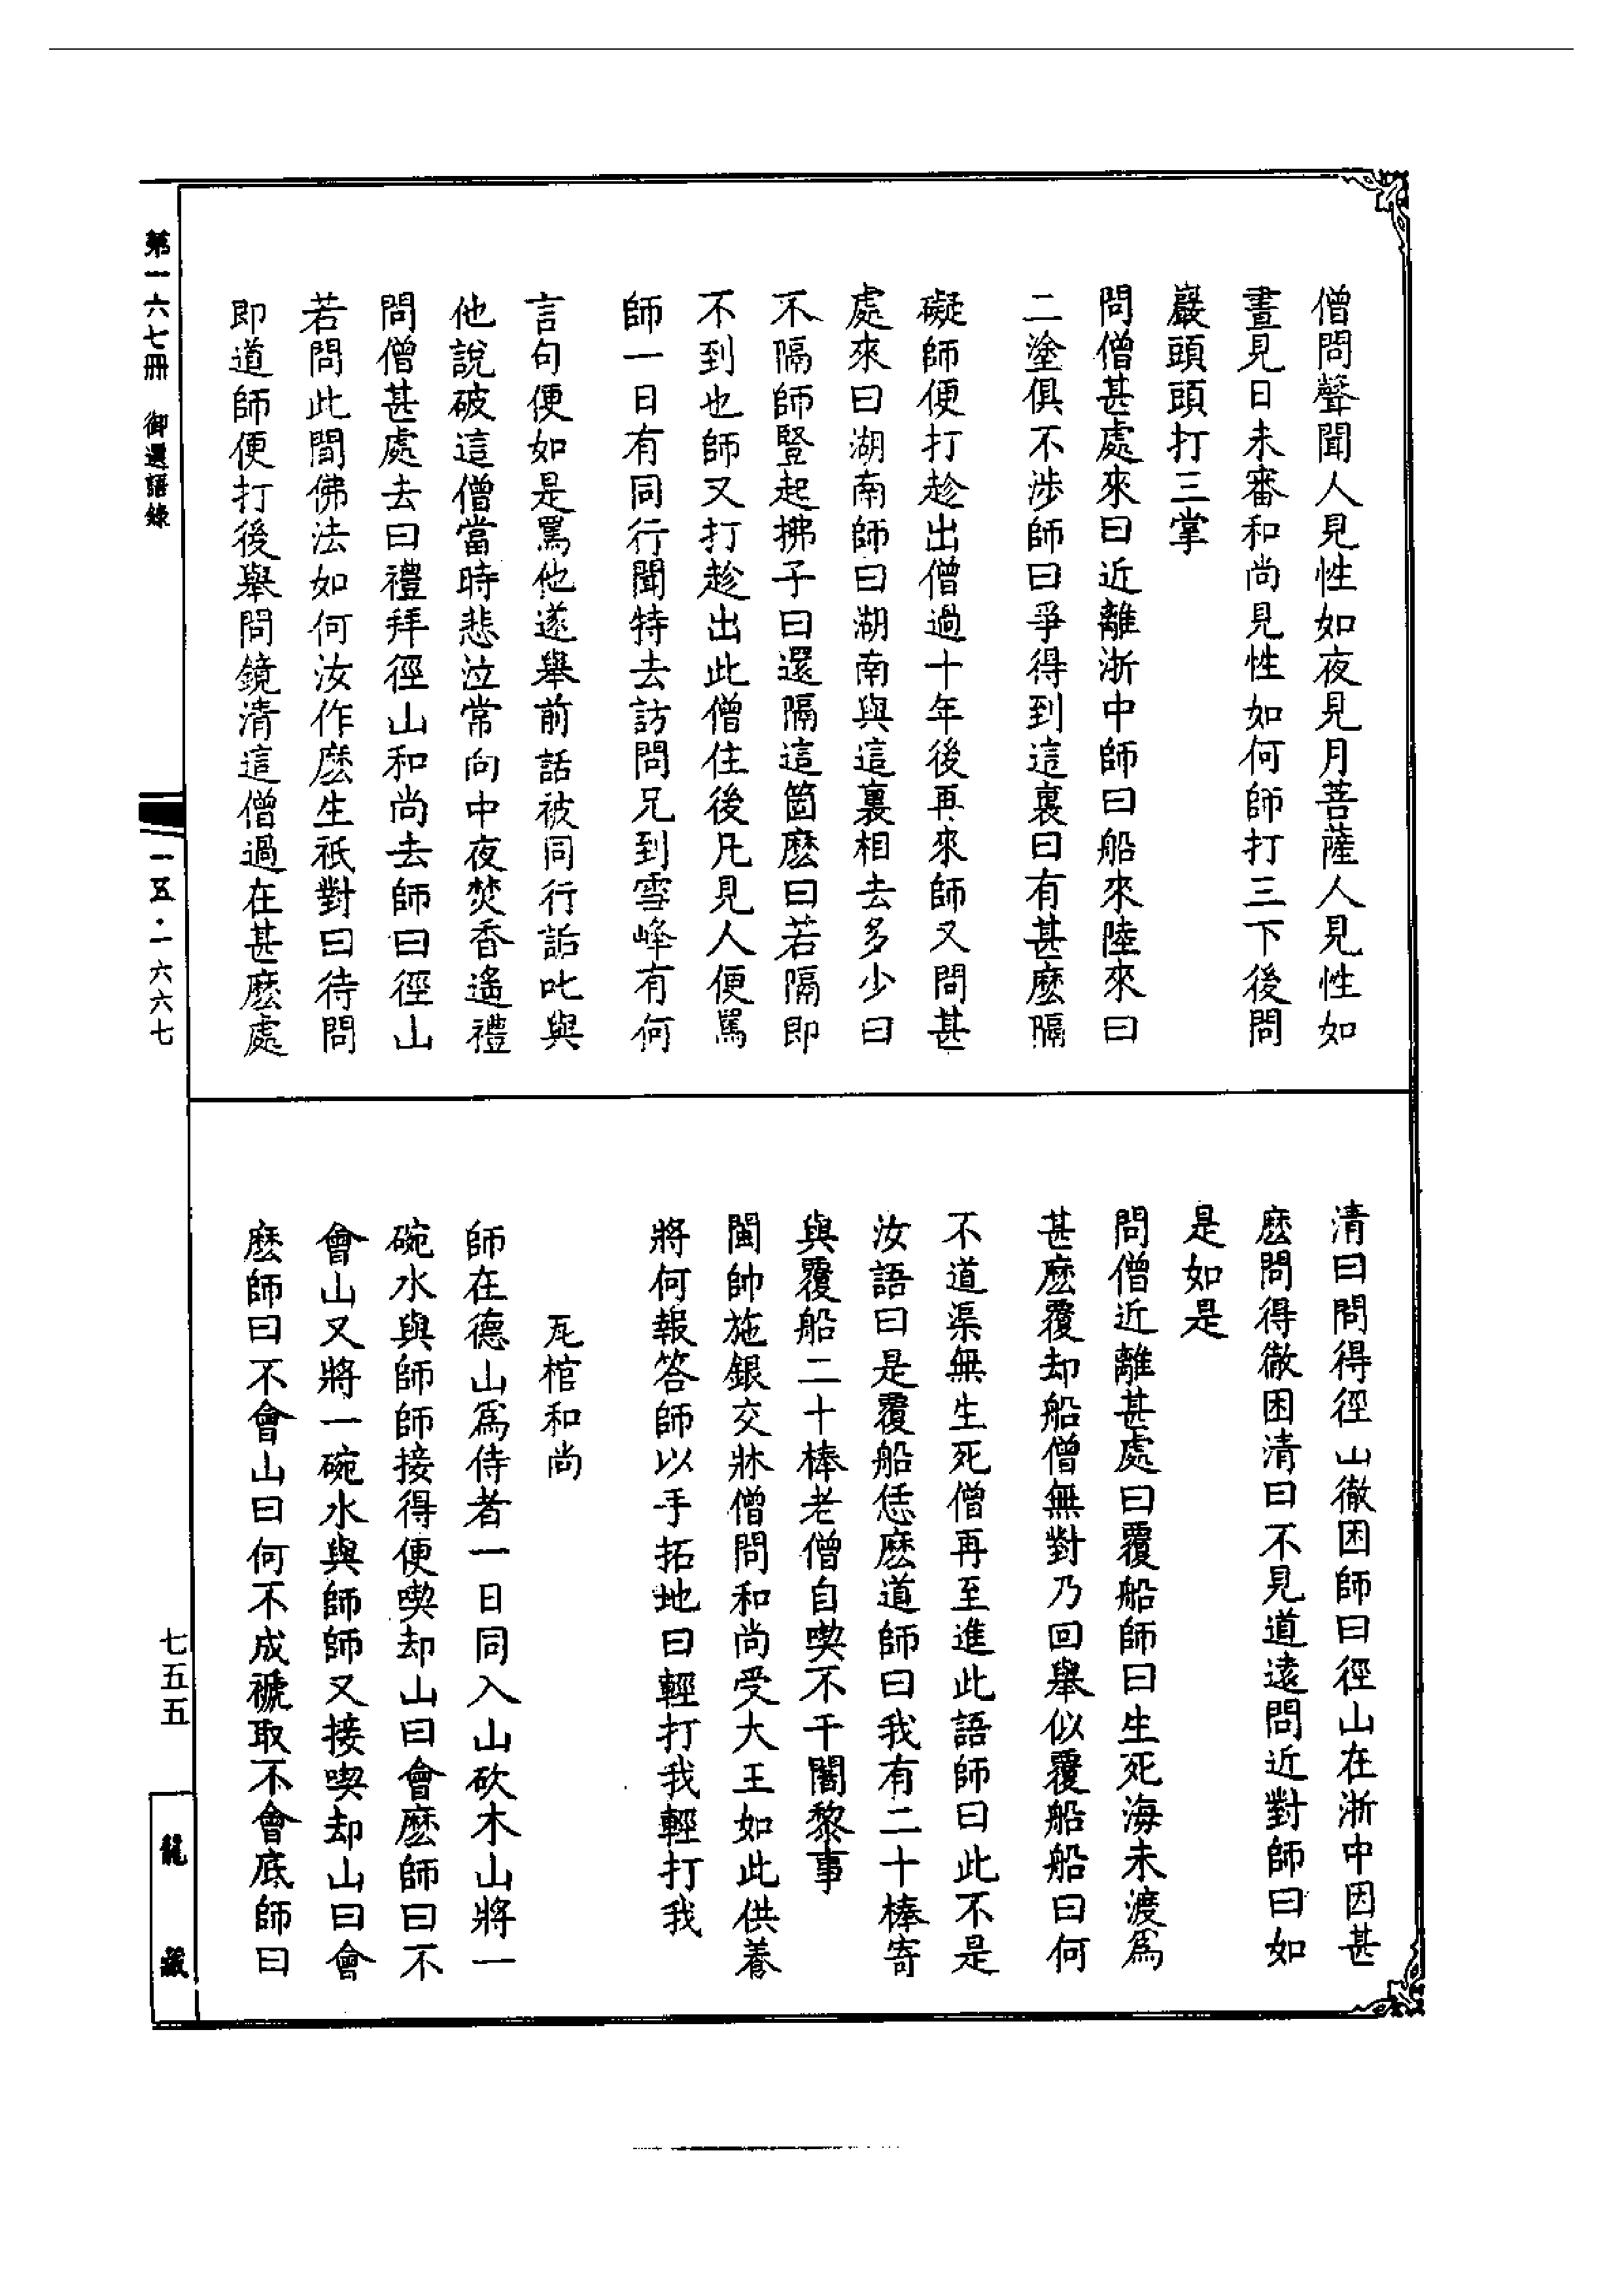 僧問聲聞人見性如夜見月菩薩人見性如
晝見日未審和尚見性如何師打三下後問
巖頭頭打三掌
問僧甚處來曰近離浙中師曰船來陸來曰
二塗俱不涉師曰爭得到這裏曰有甚麼隔
礙師便打趁出僧過十年後再來師又問甚
處來曰湖南師曰湖南與這裏相去多少曰
不隔師豎起拂子曰還隔這箇麼曰若隔即
不到也師又打趁出此僧住後凡見人便罵
師一日有同行聞特去訪問兄到雪峰有何
言句便如是罵他遂舉前話被同行詬叱與
他說破這僧當時悲泣常向中夜焚香遙禮
問僧甚處去曰禮拜徑山和尚去師曰徑山
若問此間佛法如何汝作麼生祇對曰待問
即道師便打後舉問鏡清這僧過在甚麼處
清曰問得徑山徹困師曰徑山在浙中因甚
麼問得徹困清曰不見道遠問近對師曰如
是如是
問僧近離甚處曰覆船師曰生死海未渡爲
甚麼覆却船僧無對乃回舉似覆船船曰何
不道渠無生死僧再至進此語師曰此不是
汝語曰是覆船恁麼道師曰我有二十棒寄
與覆船二十棒老僧自喫不干闍黎事
閩帥施銀交牀僧問和尚受大王如此供養
將何報答師以手拓地曰輕打我輕打我
瓦棺和尚
師在德山爲侍者一日同入山砍木山將一
碗水與師師接得便喫却山曰會麼師曰不
會山又將一碗水與師師又接喫却山曰會
麼師曰不會山曰何不成褫取不會底師曰
第一六七冊 御選語錄
一五·一六六七
七五五
龍藏